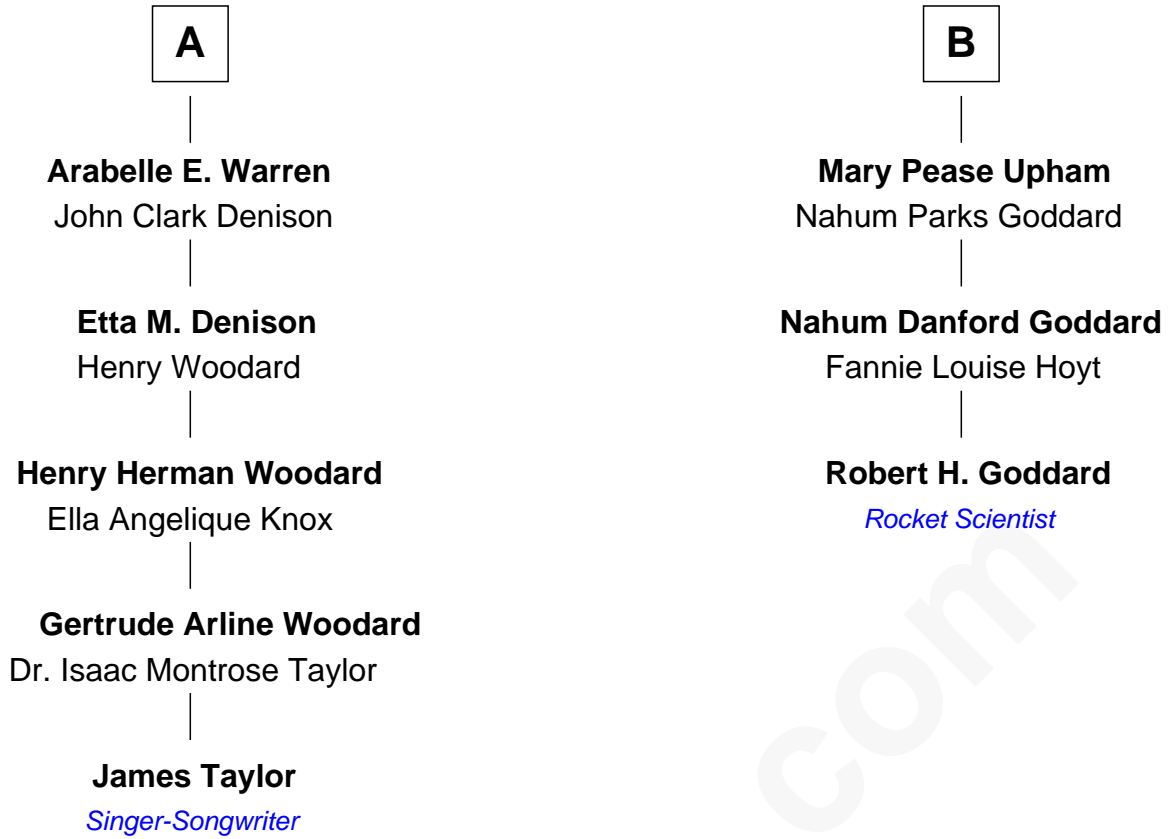 A
Arabelle E. Warren
John Clark Denison
Etta M. Denison
Henry Woodard
Henry Herman Woodard
Ella Angelique Knox
Gertrude Arline Woodard
Dr. Isaac Montrose Taylor
James Taylor
Singer-Songwriter
B
Mary Pease Upham
Nahum Parks Goddard
Nahum Danford Goddard
Fannie Louise Hoyt
Robert H. Goddard
Rocket Scientist
com